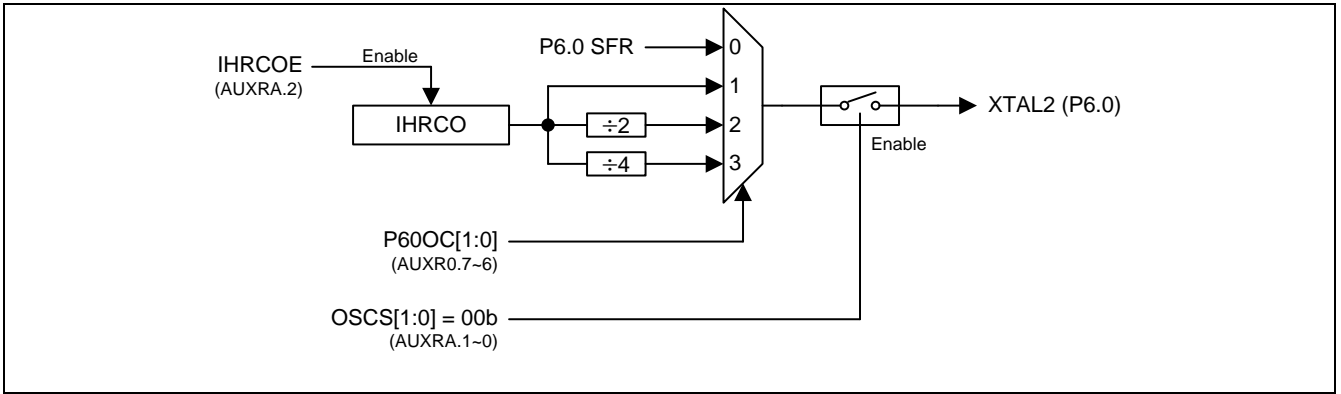 P6.0 SFR
0
IHRCOE
Enable
(AUXRA.2)
1
XTAL2 (P6.0)
IHRCO
÷2
2
Enable
÷4
3
P60OC[1:0]
(AUXR0.7~6)
OSCS[1:0] = 00b
(AUXRA.1~0)